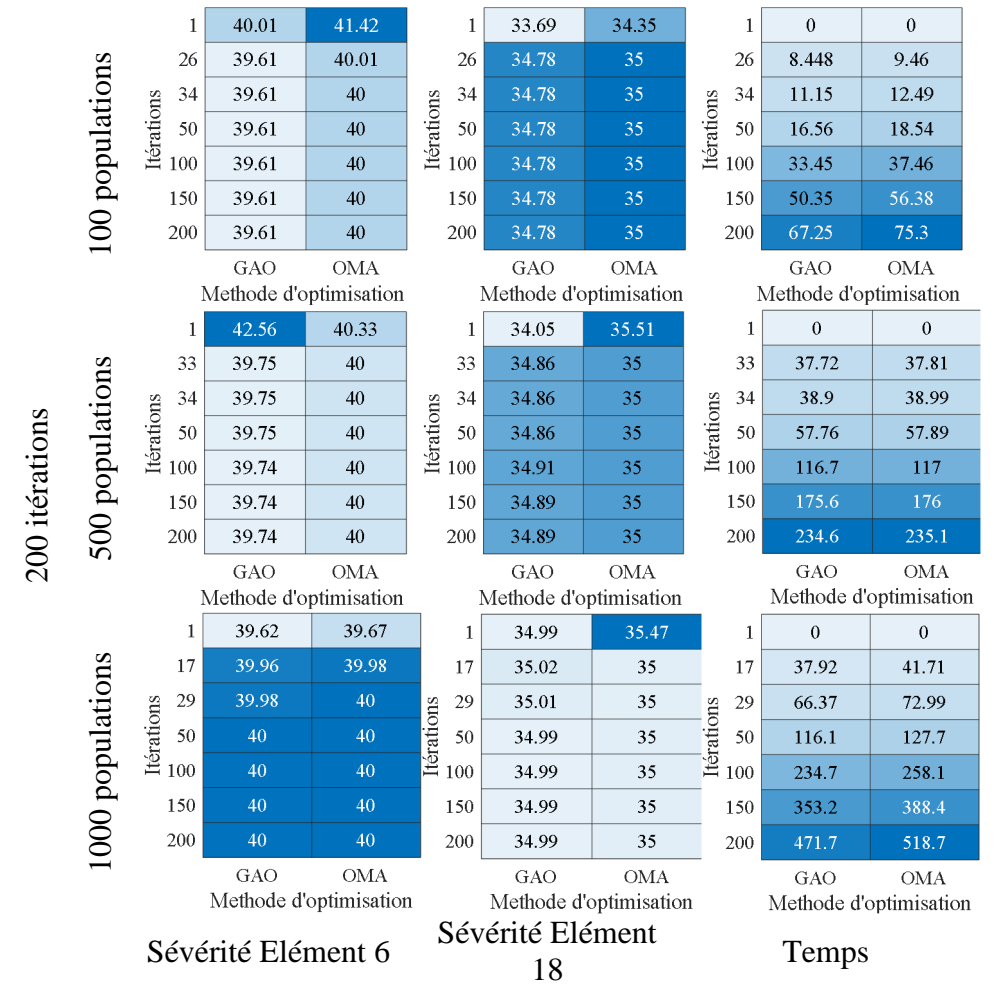 200 itérations
100 populations
Itérations
1 40.01 41.42
26 39.61 40.01
34 39.61 40
50 39.61 40
100 39.61 40
150 39.61 40
200 39.61 40
GAO OMA
Methode d'optimisation
Itérations
1 33.69 34.35
26 34.78 35
34 34.78 35
50 34.78 35
100 34.78 35
150 34.78 35
200 34.78 35
GAO OMA
Methode d'optimisation
Itérations
1 0 0
26 8.448 9.46
34 11.15 12.49
50 16.56 18.54
100 33.45 37.46
150 50.35 56.38
200 67.25 75.3
GAO OMA
Methode d'optimisation
500 populations
Itérations
1 42.56 40.33
33 39.75 40
34 39.75 40
50 39.75 40
100 39.74 40
150 39.74 40
200 39.74 40
GAO OMA
Methode d'optimisation
Itérations
1 34.05 35.51
33 34.86 35
34 34.86 35
50 34.86 35
100 34.91 35
150 34.89 35
200 34.89 35
GAO OMA
Methode d'optimisation
Itérations
1 0 0
33 37.72 37.81
34 38.9 38.99
50 57.76 57.89
100 116.7 117
150 175.6 176
200 234.6 235.1
GAO OMA
Methode d'optimisation
1000 populations
Itérations
1 39.62 39.67
17 39.96 39.98
29 39.98 40
50 40 40
100 40 40
150 40 40
200 40 40
GAO OMA
Methode d'optimisation
Itérations
1 34.99 35.47
17 35.02 35
29 35.01 35
50 34.99 35
100 34.99 35
150 34.99 35
200 34.99 35
GAO OMA
Methode d'optimisation
Itérations
1 0 0
17 37.92 41.71
29 66.37 72.99
50 116.1 127.7
100 234.7 258.1
150 353.2 388.4
200 471.7 518.7
GAO OMA
Methode d'optimisation
Sévérité Elément 6
Sévérité Elément
18
Temps